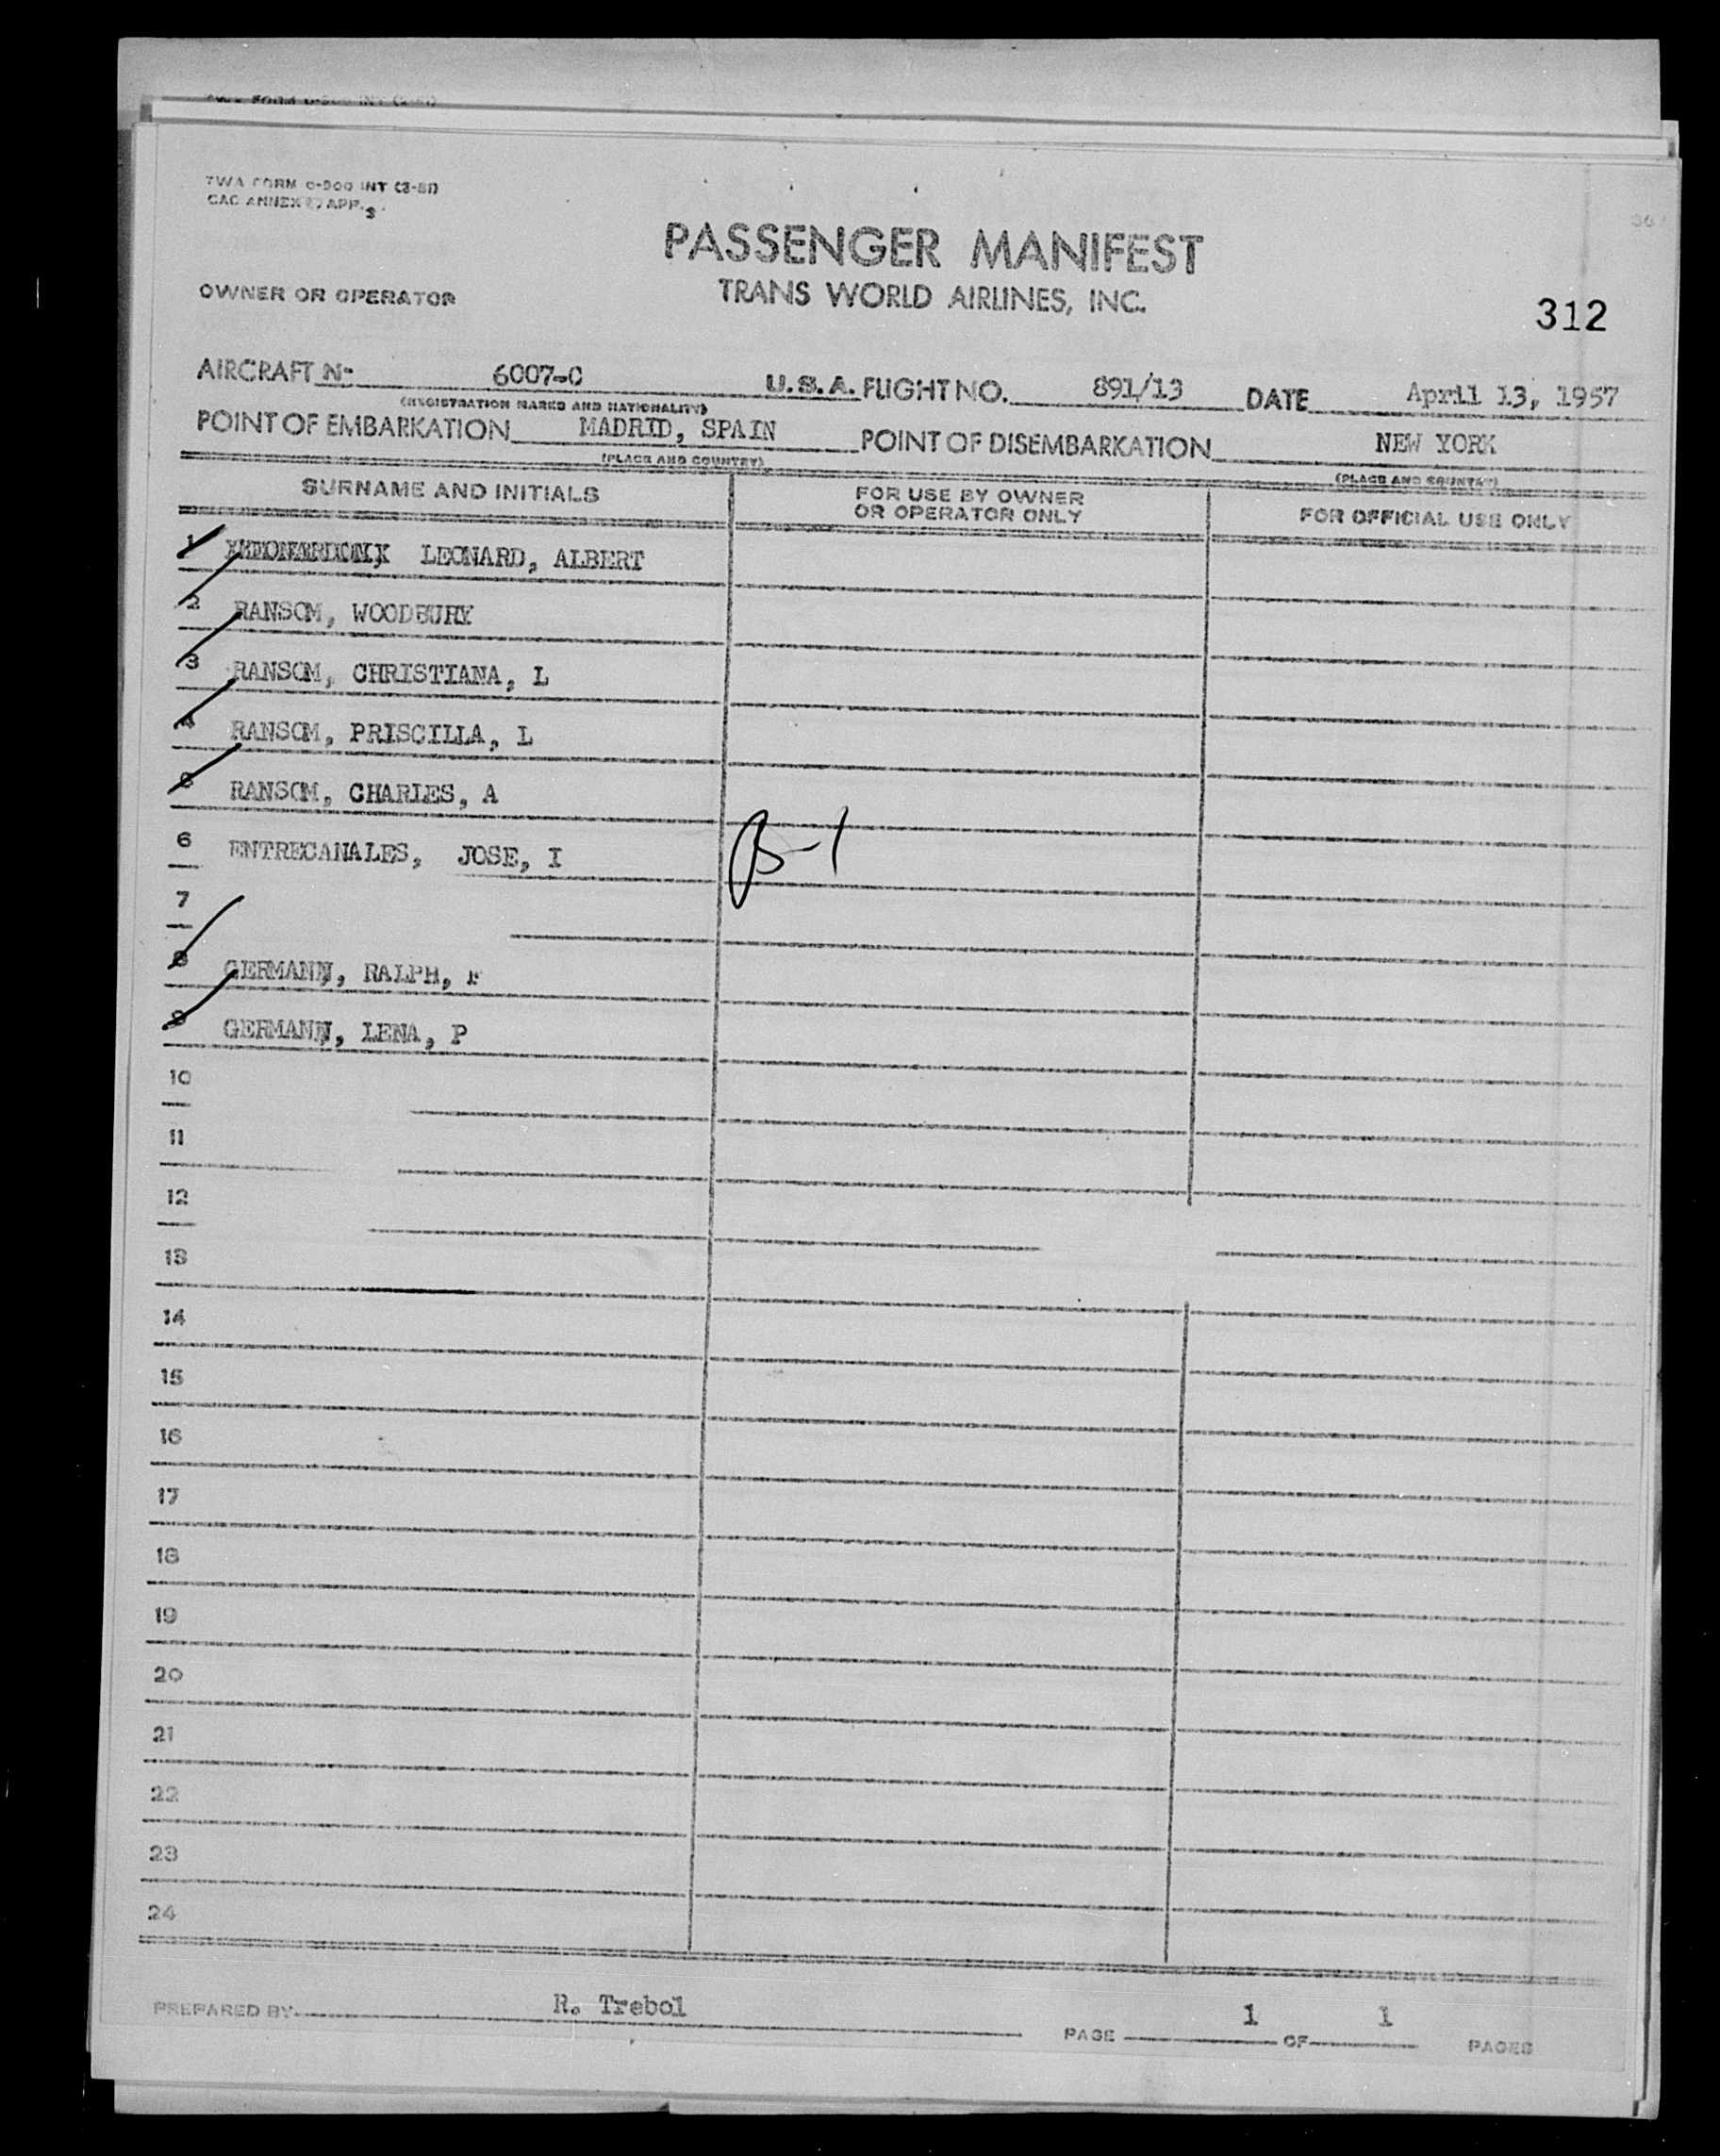 TWA FORM 0-900 INT (3-51)
PASSENGER MANIFEST
TRANS WORLD AIRLINES, INC.
OWNER OR OPERATOR
312
AIRCRAFT N- 6007-C U.S.A. FLIGHT NO. 891/13 DATE April 13, 1957
(REGISTRATION MARKS AND NATIONALITY)
POINT OF EMBARKATION MADRID, SPAIN POINT OF DISEMBARKATION NEW YORK
(PLACE AND COUNTRY) (PLACE AND COUNTRY)
SURNAME AND INITIALS FOR USE BY OWNER OR OPERATOR ONLY FOR OFFICIAL USE ONLY
1 LEONARD, ALBERT
2 RANSOM, WOODBURY
3 RANSOM, CHRISTIANA, L
4 RANSOM, PRISCILLA, L
5 RANSOM, CHARLES, A
6 ENTRECANALES, JOSE, I B-1
7
8 GERMANN, RALPH, F
9 GERMANN, LENA, P
10
11
12
13
14
15
16
17
18
19
20
21
22
23
24
PREPARED BY R. Trebol PAGE 1 OF 1 PAGES